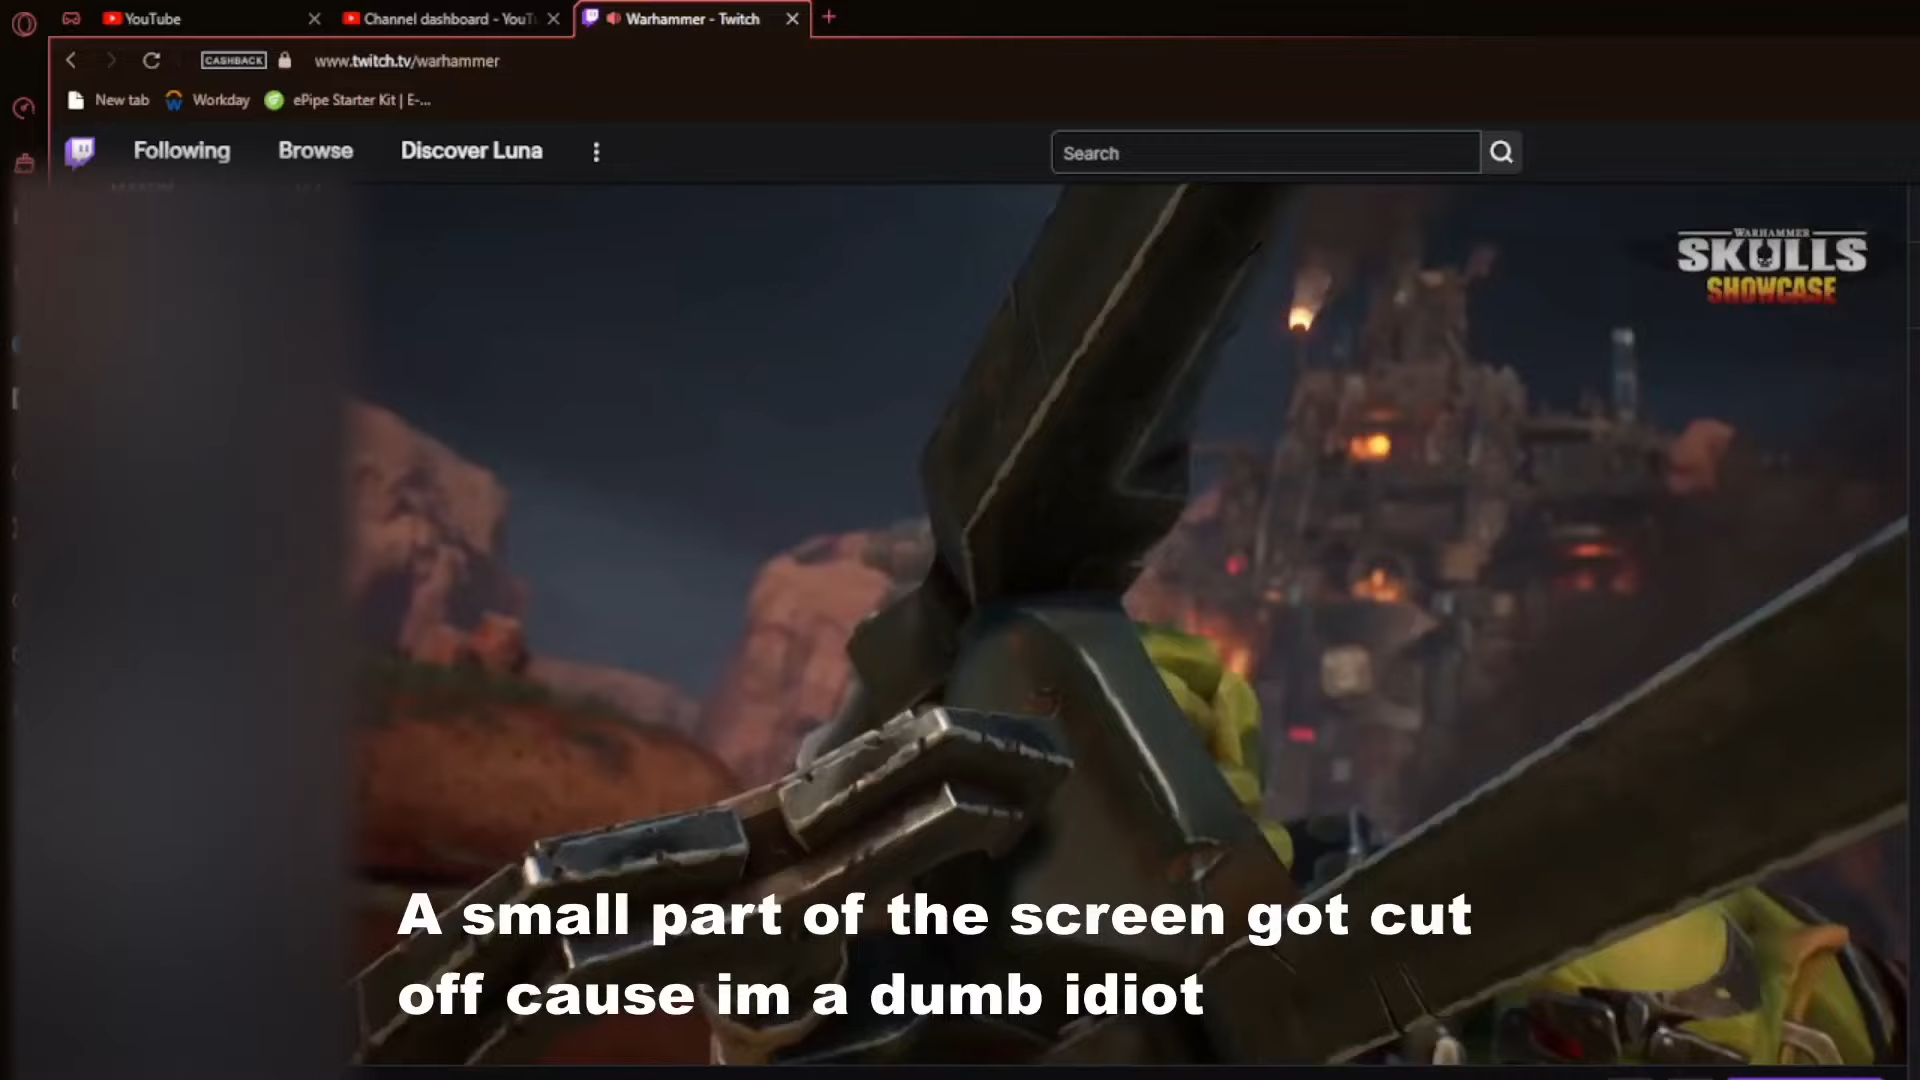 YouTube
Channel dashboard - YouT
Warhammer - Twitch
CASHBACK
www.twitch.tv/warhammer
New tab
Workday
ePipe Starter Kit | E-...
Following
Browse
Discover Luna
Search
WARHAMMER
SKULLS
SHOWCASE
A small part of the screen got cut
off cause im a dumb idiot